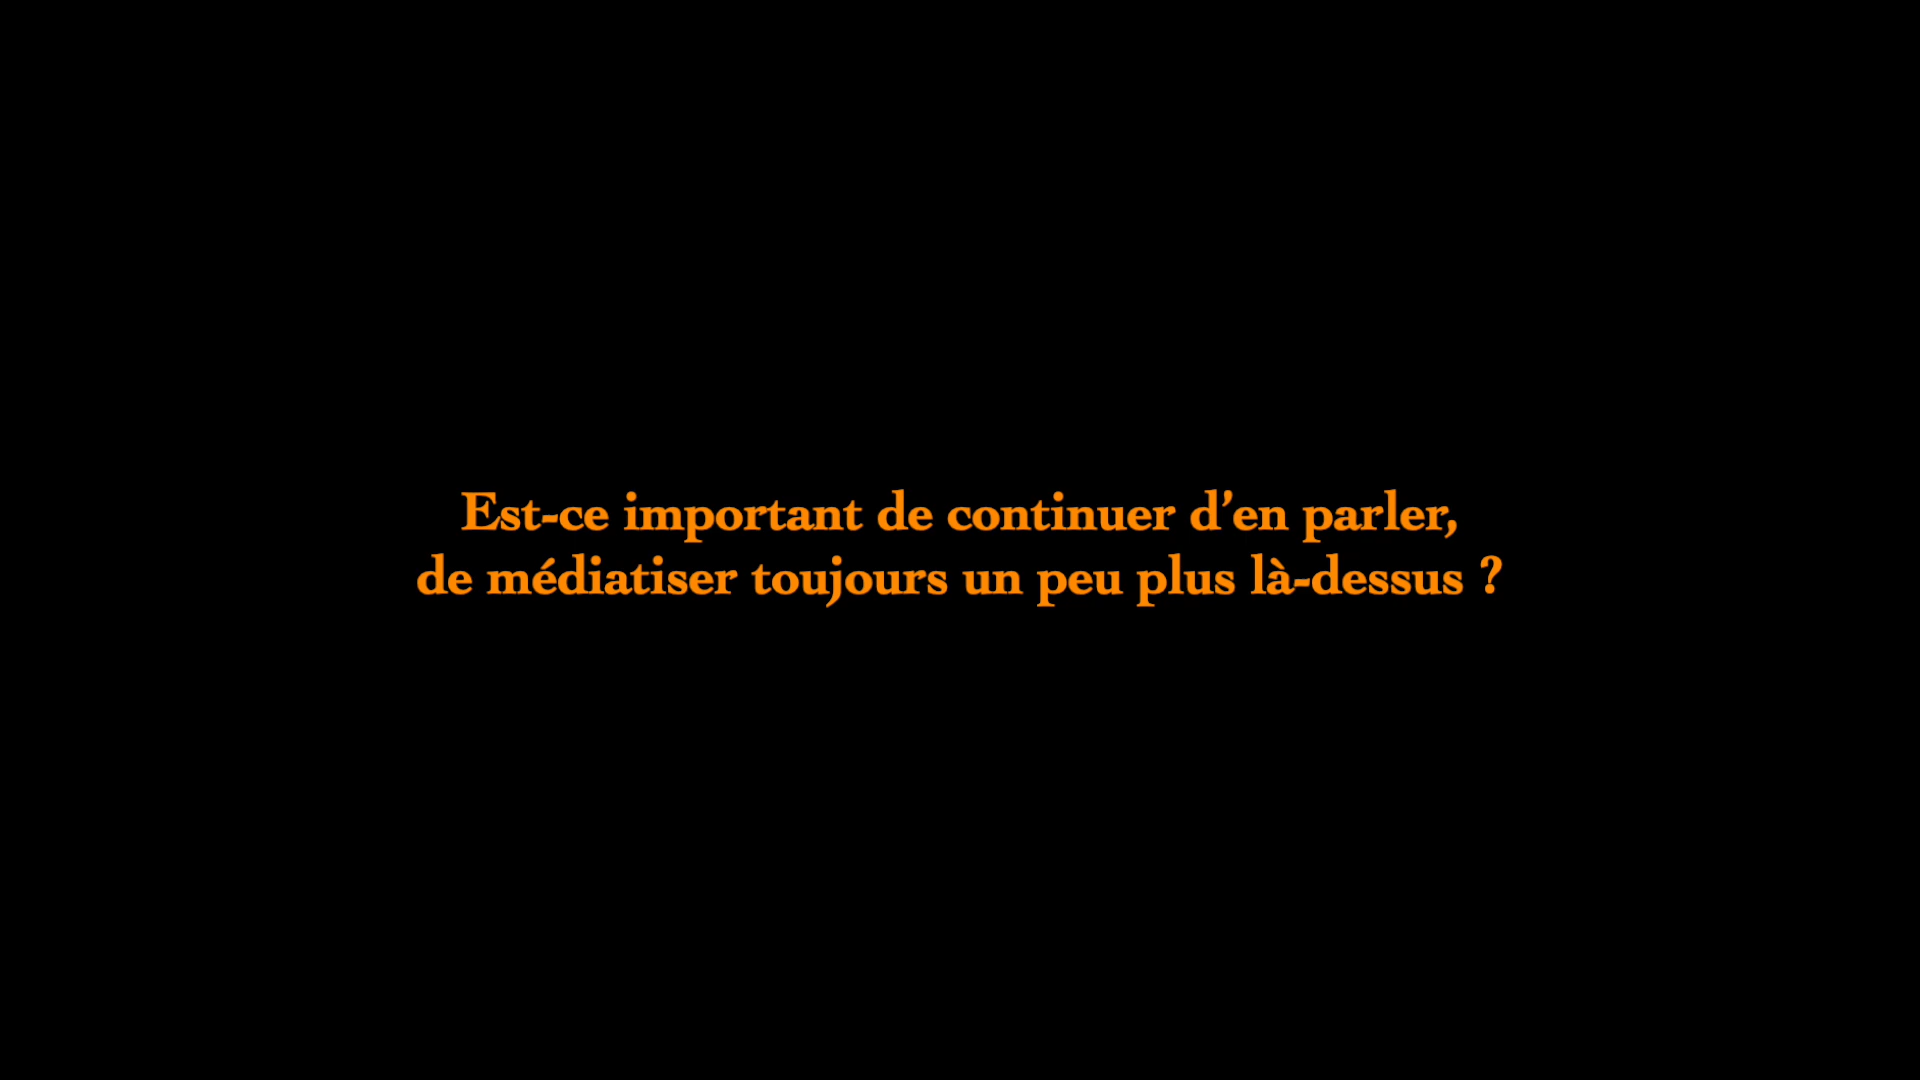 Est-ce important de continuer d’en parler,
de médiatiser toujours un peu plus là-dessus ?